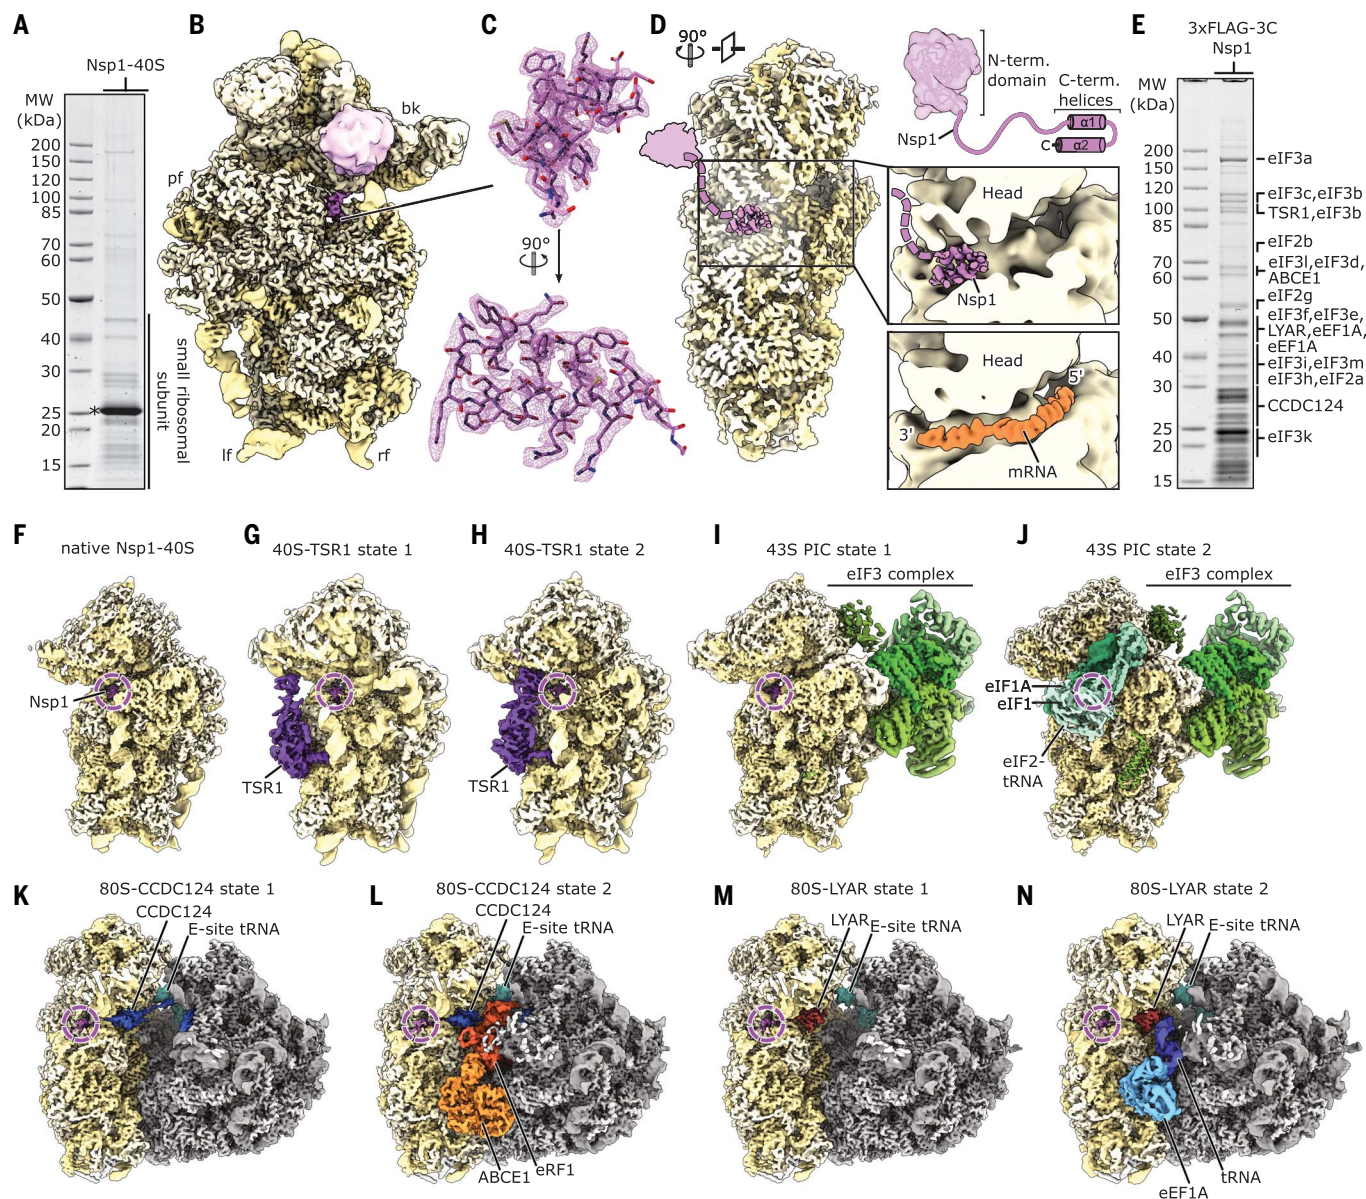 A
Nsp1-40S
MW
(kDa)
200
150
120
100
85
70
60
50
40
30
25
20
15
*
small ribosomal
subunit
B
bk
pf
lf
rf
C
90°
D
90°
N-term.
domain
C-term.
helices
α1
α2
C
Nsp1
Head
Nsp1
Head
5'
3'
mRNA
E
3xFLAG-3C
Nsp1
MW
(kDa)
200
150
120
100
85
70
60
50
40
30
25
20
15
eIF3a
eIF3c,eIF3b
TSR1,eIF3b
eIF2b
eIF3l,eIF3d,
ABCE1
eIF2g
eIF3f,eIF3e,
LYAR,eEF1A,
eEF1A
eIF3i,eIF3m
eIF3h,eIF2a
CCDC124
eIF3k
F
native Nsp1-40S
Nsp1
G
40S-TSR1 state 1
TSR1
H
40S-TSR1 state 2
TSR1
I
43S PIC state 1
eIF3 complex
J
43S PIC state 2
eIF3 complex
eIF1A
eIF1
eIF2-
tRNA
K
80S-CCDC124 state 1
CCDC124
E-site tRNA
L
80S-CCDC124 state 2
CCDC124
E-site tRNA
ABCE1
eRF1
M
80S-LYAR state 1
LYAR
E-site tRNA
N
80S-LYAR state 2
LYAR
E-site tRNA
eEF1A
tRNA